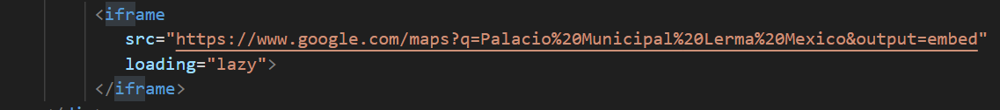 <iframe
src="https://www.google.com/maps?q=Palacio%20Municipal%20Lerma%20Mexico&output=embed"
loading="lazy">
</iframe>